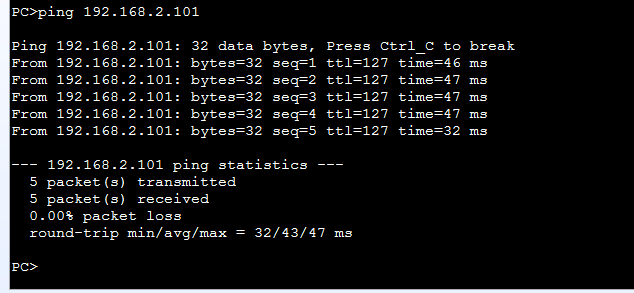 PC>ping 192.168.2.101
Ping 192.168.2.101: 32 data bytes, Press Ctrl_C to break
From 192.168.2.101: bytes=32 seq=1 ttl=127 time=46 ms
From 192.168.2.101: bytes=32 seq=2 ttl=127 time=47 ms
From 192.168.2.101: bytes=32 seq=3 ttl=127 time=47 ms
From 192.168.2.101: bytes=32 seq=4 ttl=127 time=47 ms
From 192.168.2.101: bytes=32 seq=5 ttl=127 time=32 ms
--- 192.168.2.101 ping statistics ---
5 packet(s) transmitted
5 packet(s) received
0.00% packet loss
round-trip min/avg/max = 32/43/47 ms
PC>